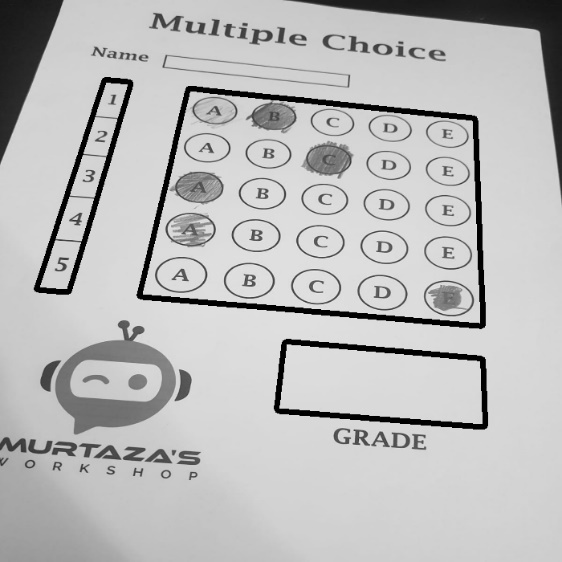 Multiple Choice
Name
1 A B C D E
2 A B C D E
3 A B C D E
4 A B C D E
5 A B C D E
GRADE
MURTAZA'S
WORKSHOP